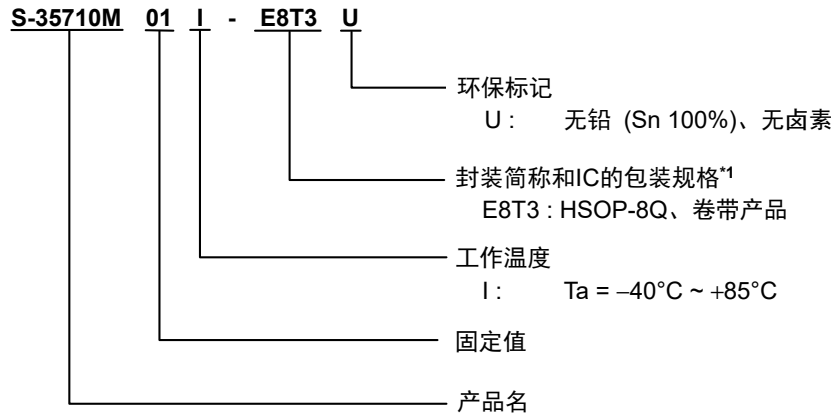 S-35710M 01 I - E8T3 U
环保标记
U : 无铅 (Sn 100%)、无卤素
封装简称和IC的包装规格*1
E8T3 : HSOP-8Q、卷带产品
工作温度
I : Ta = −40°C ~ +85°C
固定值
产品名